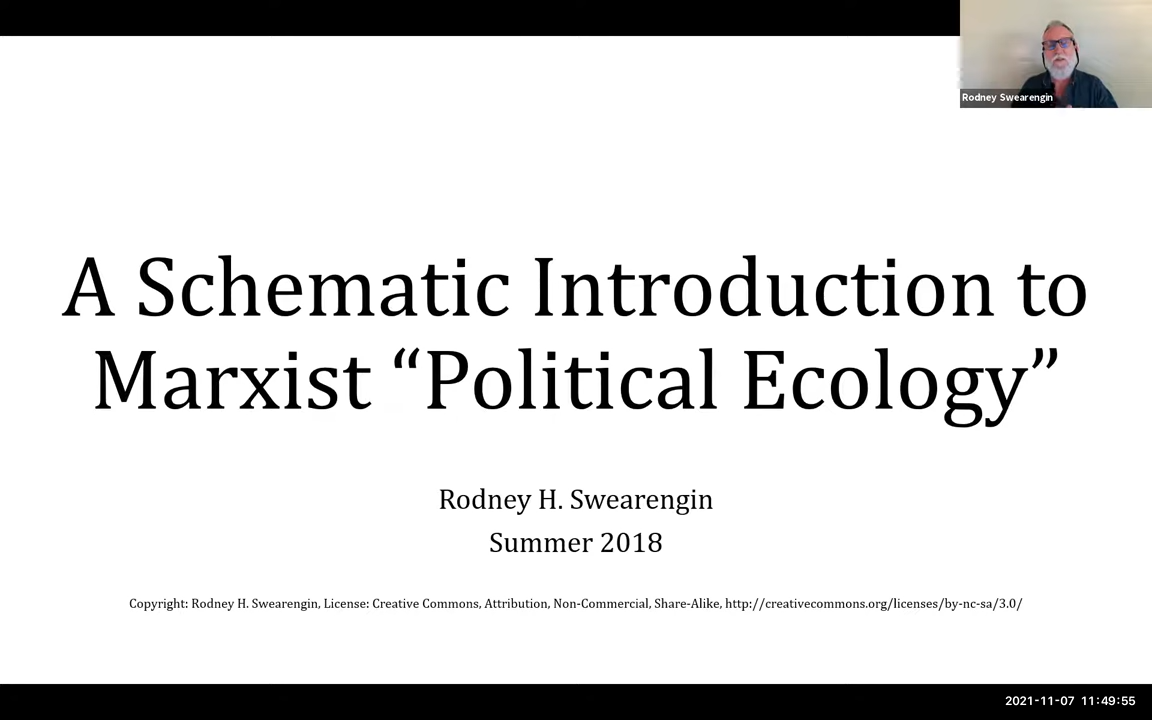 Rodney Swearengin
A Schematic Introduction to
Marxist “Political Ecology”
Rodney H. Swearengin
Summer 2018
Copyright: Rodney H. Swearengin, License: Creative Commons, Attribution, Non-Commercial, Share-Alike, http://creativecommons.org/licenses/by-nc-sa/3.0/
2021-11-07 11:49:55